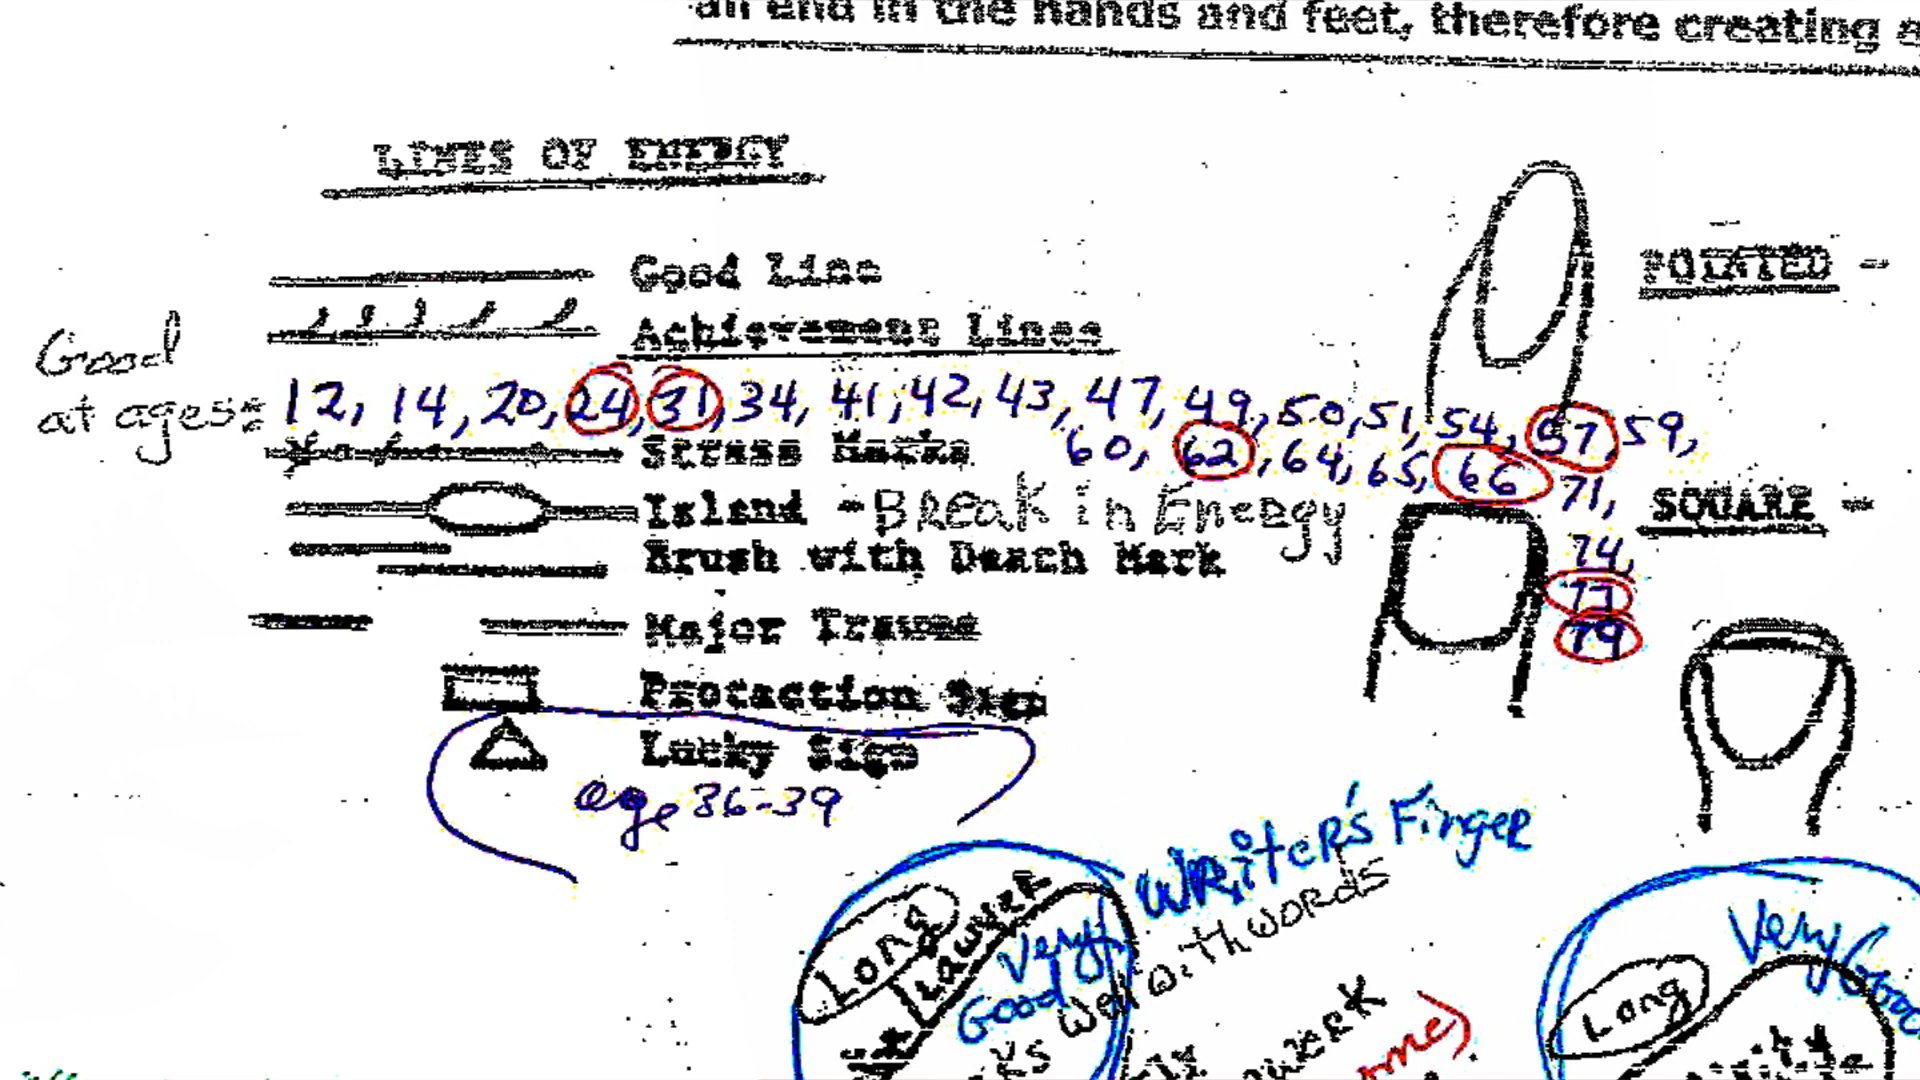 all end in the hands and feet, therefore creating a
LINES OF ENERGY
Good Line
Achievement Lines
Good
at ages:
12, 14, 20, 24, 31, 34, 41, 42, 43, 47, 49, 50, 51, 54, 57, 59,
60, 62, 64, 65, 66, 71,
74,
77
79
Stress Marks
Island - Break in Energy
Brush with Death Mark
Major Trauma
Protection Sign
Lucky Sign
age 36-39
POINTED -
SQUARE -
Writer's Finger
Well with words
Long
Lawyer
Very
Good
Very Good
Long